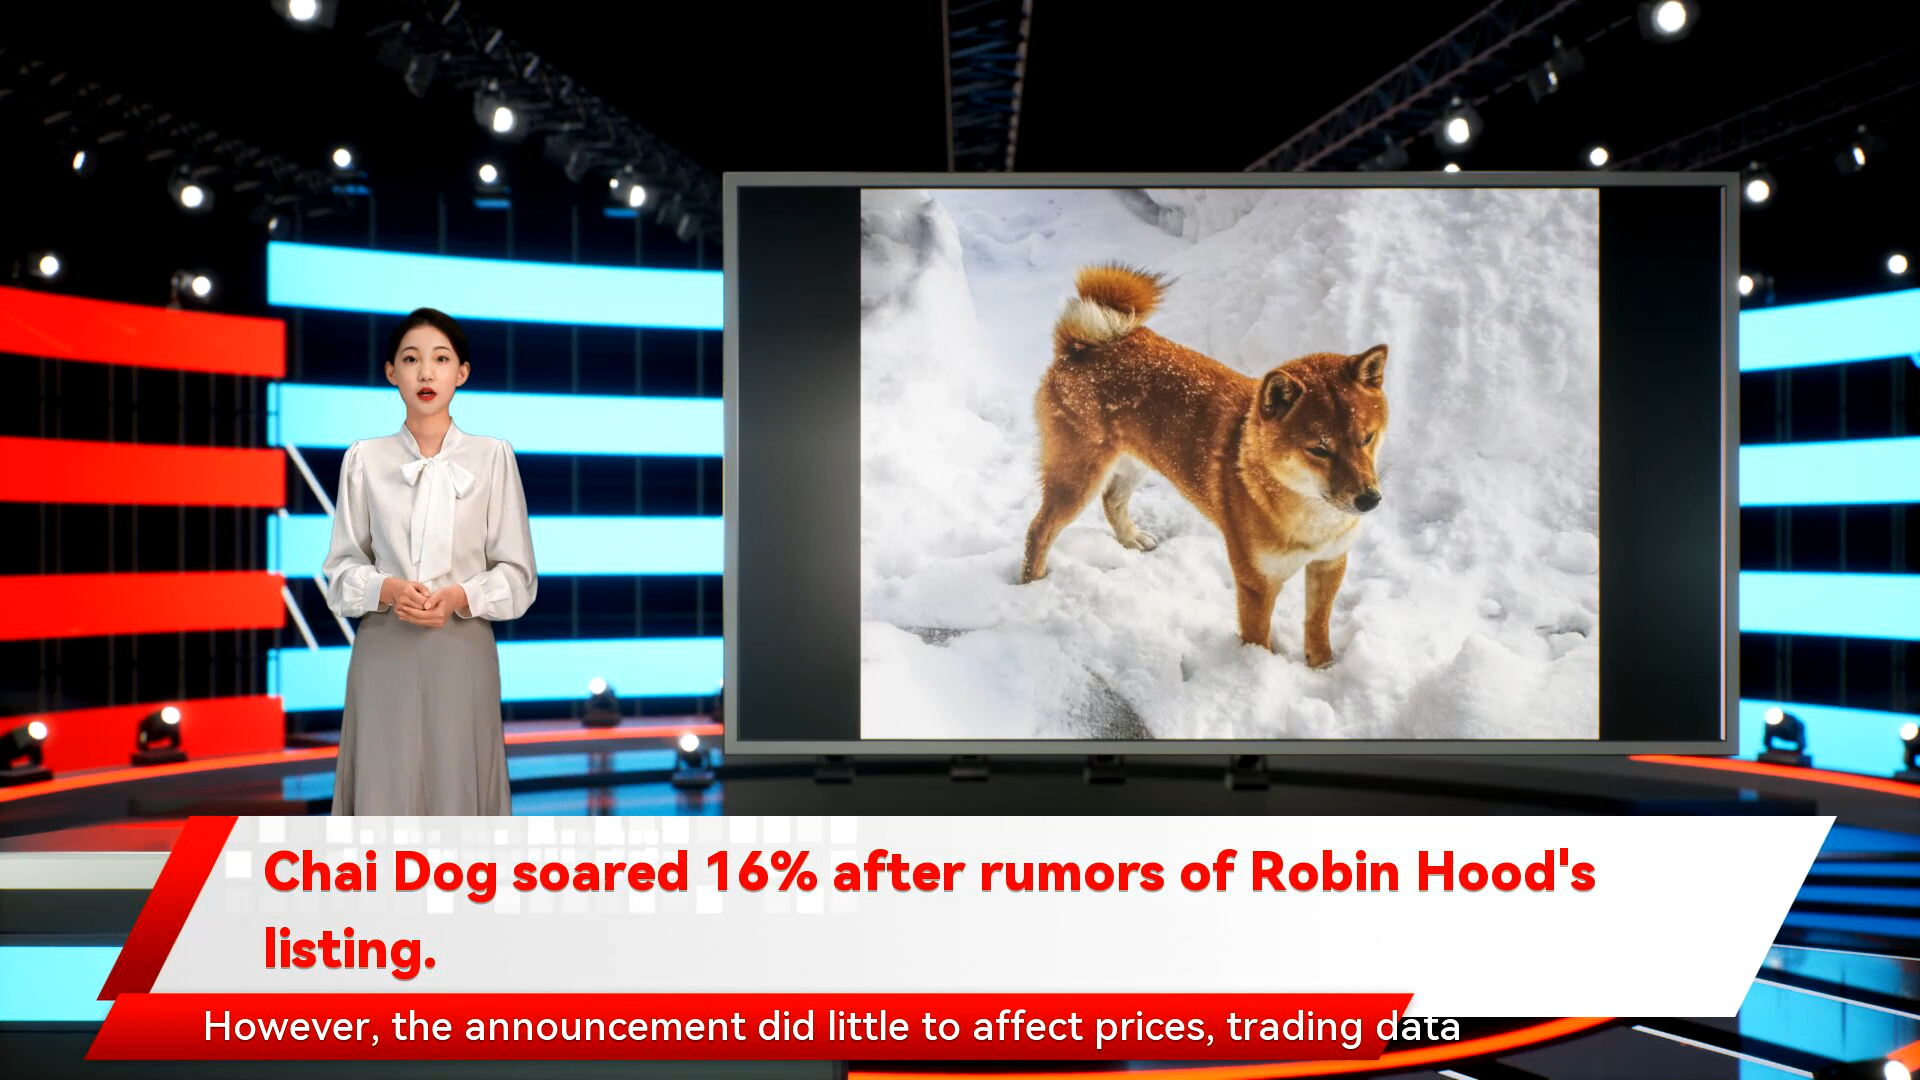 Chai Dog soared 16% after rumors of Robin Hood's
listing.
However, the announcement did little to affect prices, trading data